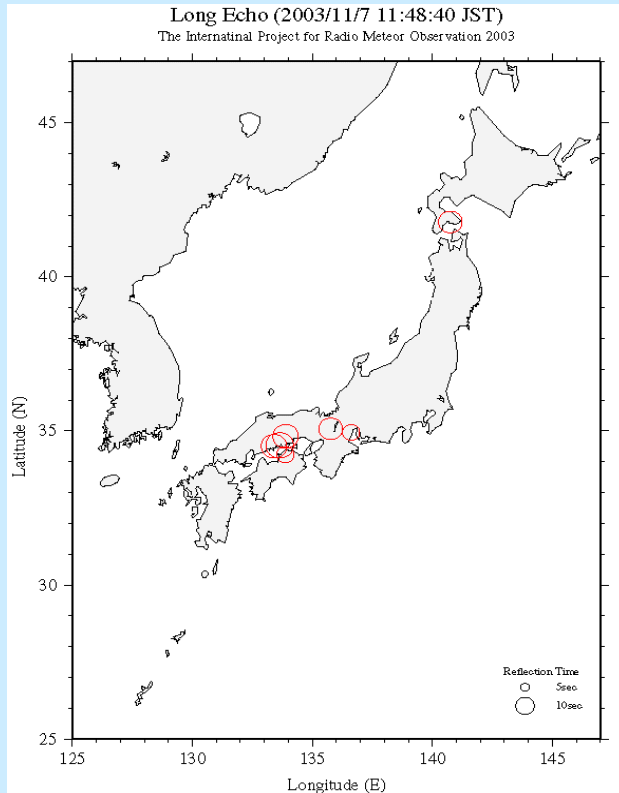 Long Echo (2003/11/7 11:48:40 JST)
The Internatinal Project for Radio Meteor Observation 2003
45
40
35
30
25
Latitude (N)
Reflection Time
5sec
10sec
125 130 135 140 145
Longitude (E)